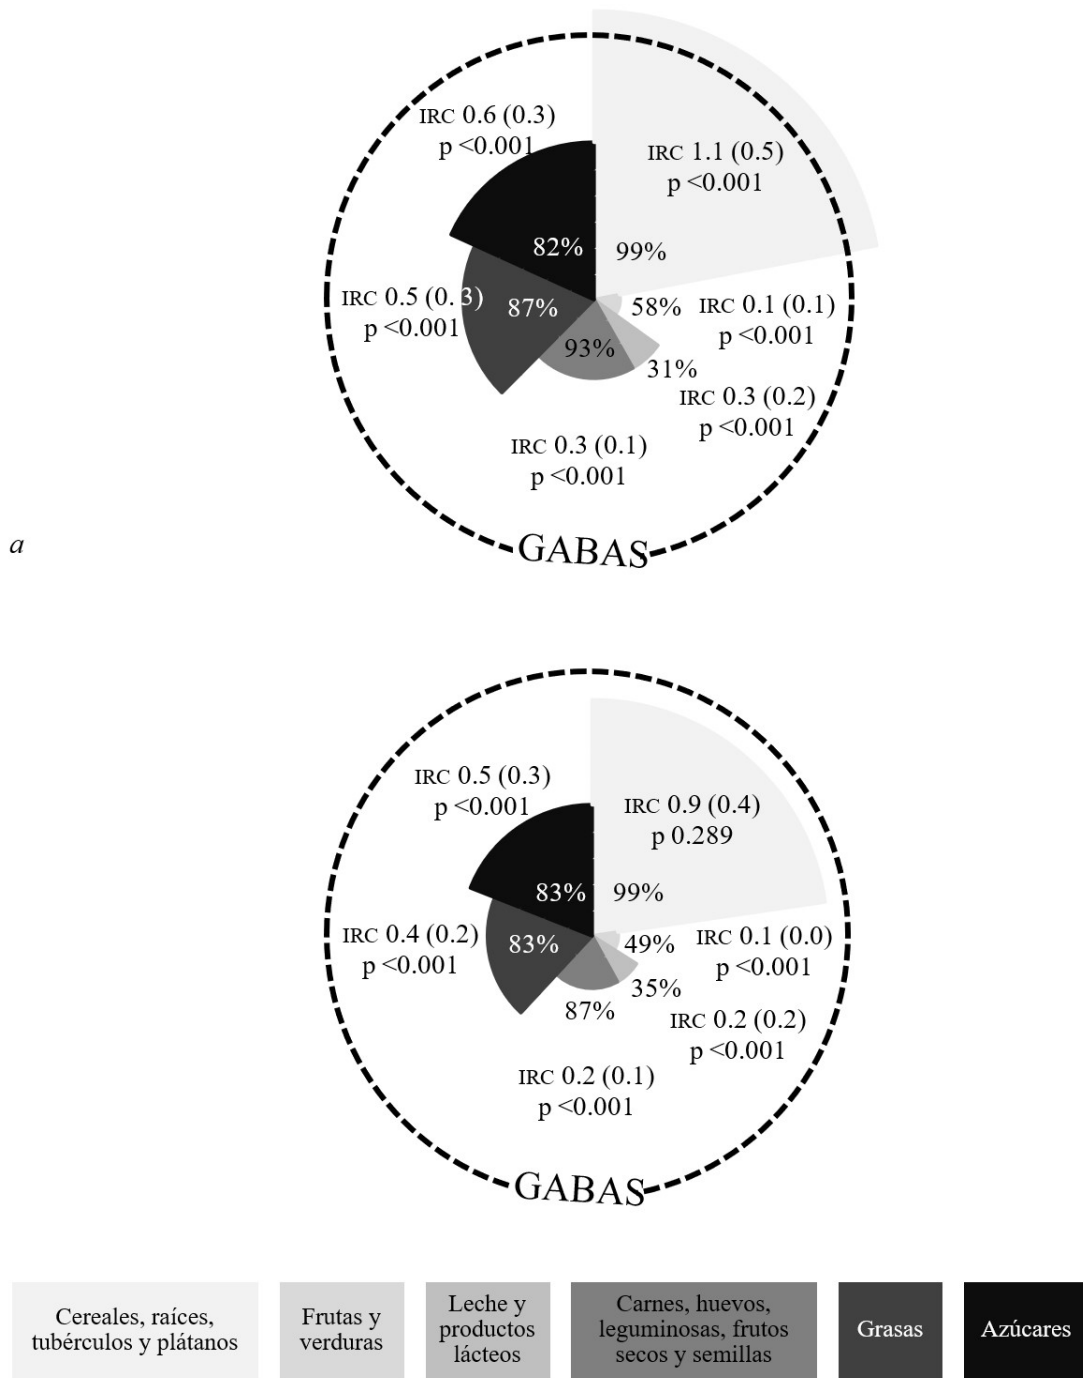 IRC 0.6 (0.3)
p <0.001
IRC 1.1 (0.5)
p <0.001
82%
99%
IRC 0.5 (0.3)
p <0.001
87%
58%
IRC 0.1 (0.1)
p <0.001
93%
31%
IRC 0.3 (0.2)
p <0.001
IRC 0.3 (0.1)
p <0.001
a
GABAS
IRC 0.5 (0.3)
p <0.001
IRC 0.9 (0.4)
p 0.289
83%
99%
IRC 0.4 (0.2)
p <0.001
83%
49%
IRC 0.1 (0.0)
p <0.001
87%
35%
IRC 0.2 (0.2)
p <0.001
IRC 0.2 (0.1)
p <0.001
GABAS
Cereales, raíces,
tubérculos y plátanos
Frutas y
verduras
Leche y
productos
lácteos
Carnes, huevos,
leguminosas, frutos
secos y semillas
Grasas
Azúcares